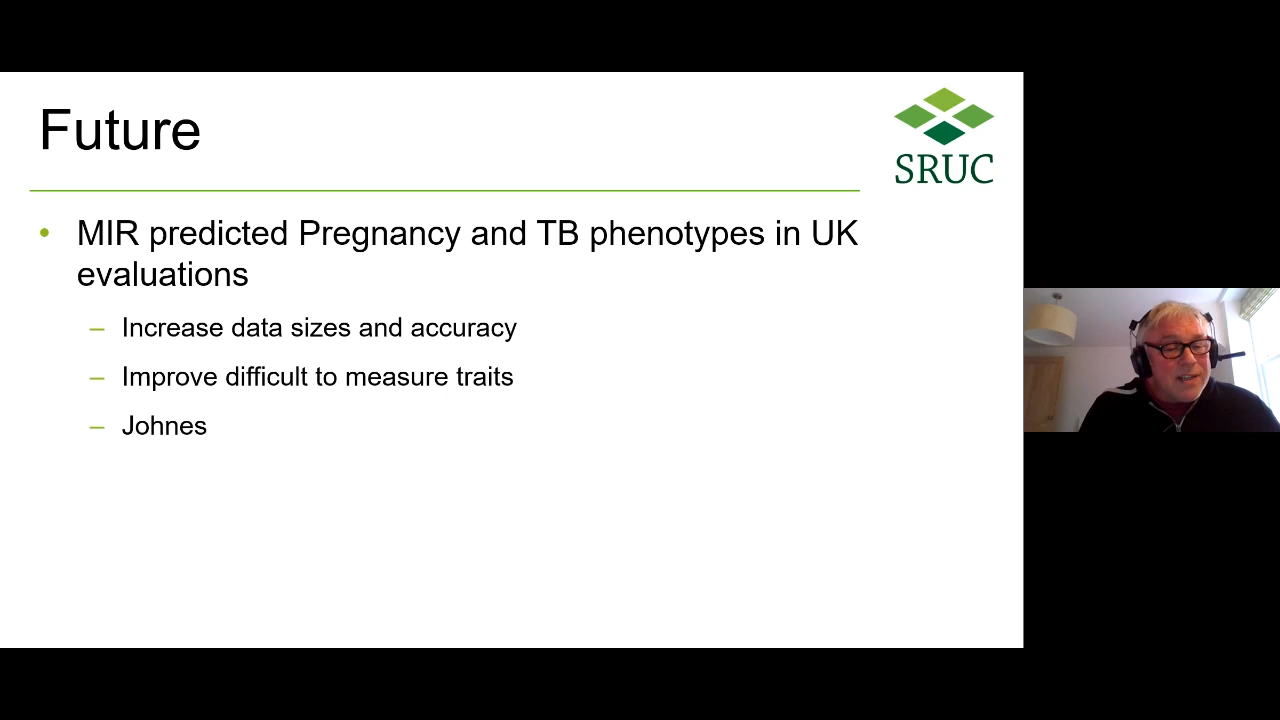 Future
SRUC
• MIR predicted Pregnancy and TB phenotypes in UK
evaluations
– Increase data sizes and accuracy
– Improve difficult to measure traits
– Johnes